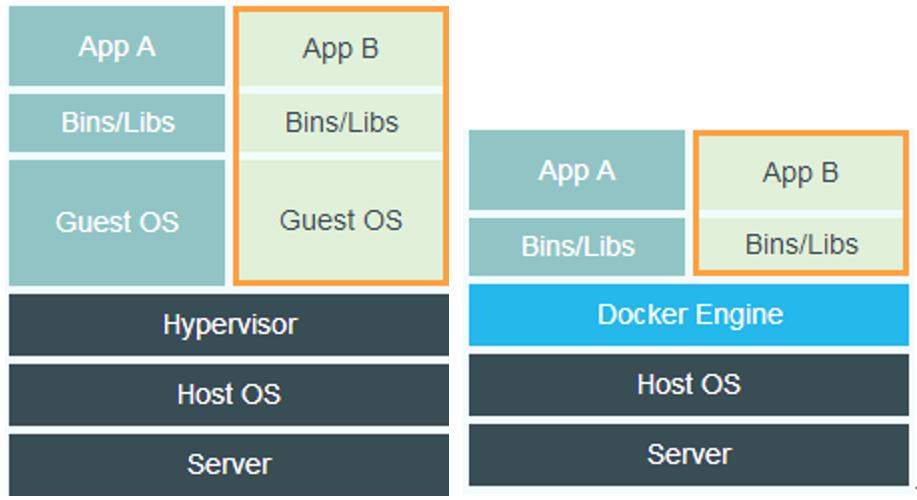 App A
App B
Bins/Libs
Bins/Libs
Guest OS
Guest OS
Hypervisor
Host OS
Server
App A
App B
Bins/Libs
Bins/Libs
Docker Engine
Host OS
Server